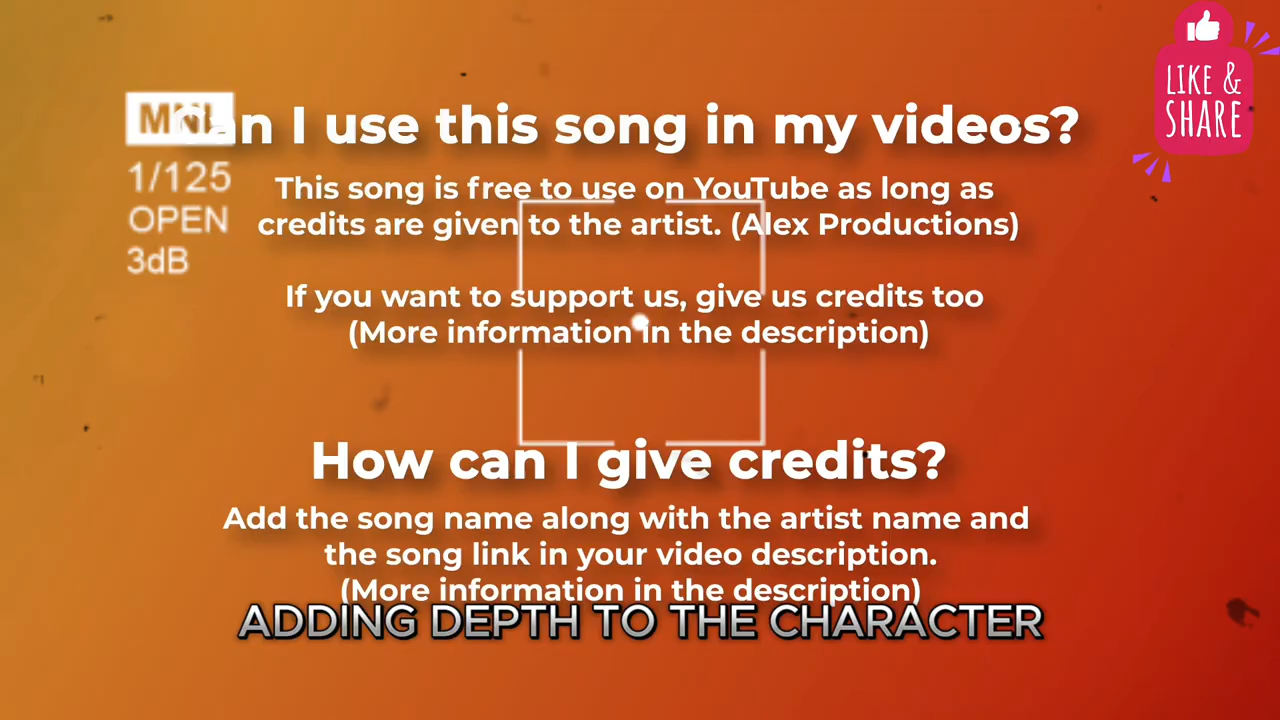 LIKE &
SHARE
Can I use this song in my videos?
1/125
OPEN
3dB
This song is free to use on YouTube as long as
credits are given to the artist. (Alex Productions)
If you want to support us, give us credits too
(More information in the description)
How can I give credits?
Add the song name along with the artist name and
the song link in your video description.
(More information in the description)
ADDING DEPTH TO THE CHARACTER